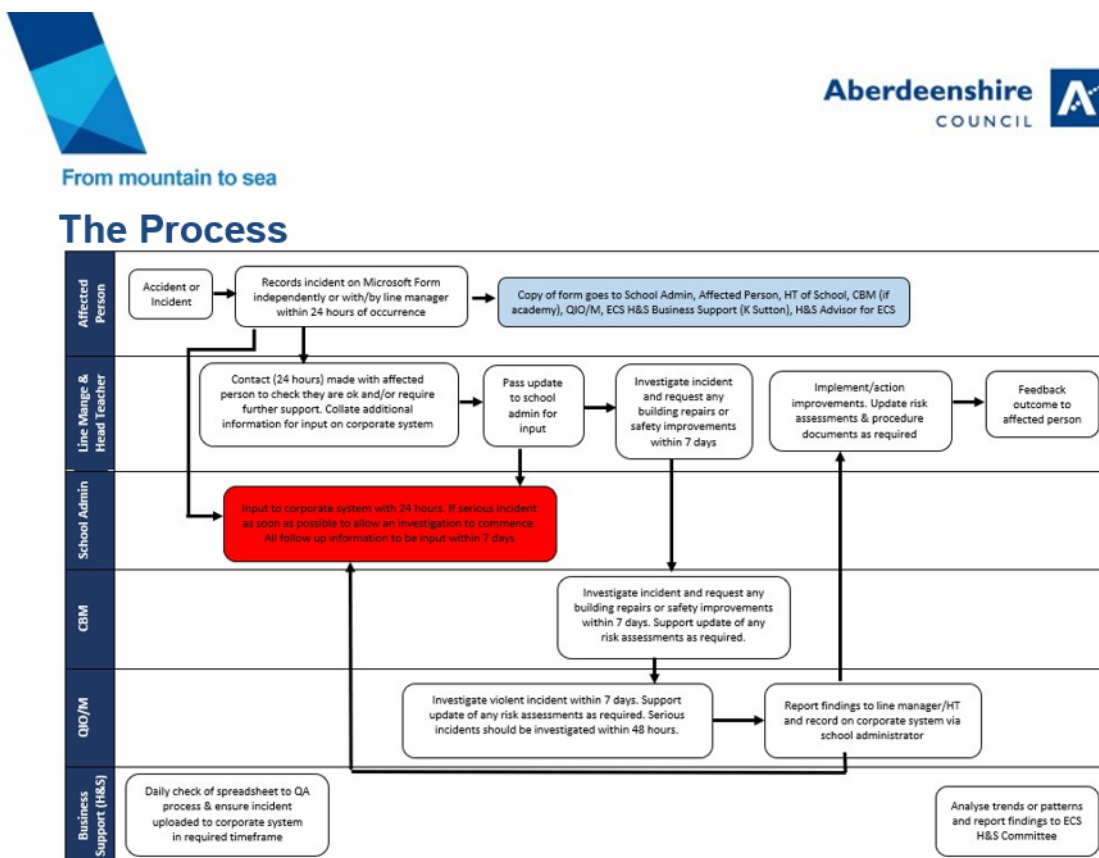 Aberdeenshire
COUNCIL
From mountain to sea
The Process
Affected
Person
Accident or
Incident
Records incident on Microsoft Form
independently or with/by line manager
within 24 hours of occurrence
Copy of form goes to School Admin, Affected Person, HT of School, CBM (if
academy), QIO/M, ECS H&S Business Support (K Sutton), H&S Advisor for ECS
Line Mange &
Head Teacher
Contact (24 hours) made with affected
person to check they are ok and/or require
further support. Collate additional
information for input on corporate system
Pass update
to school
admin for
input
Investigate incident
and request any
building repairs or
safety improvements
within 7 days
Implement/action
improvements. Update risk
assessments & procedure
documents as required
Feedback
outcome to
affected person
School Admin
Input to corporate system with 24 hours. If serious incident
as soon as possible to allow an investigation to commence.
All follow up information to be input within 7 days
CBM
Investigate incident and request any
building repairs or safety improvements
within 7 days. Support update of any
risk assessments as required.
QIO/M
Investigate violent incident within 7 days. Support
update of any risk assessments as required. Serious
incidents should be investigated within 48 hours.
Report findings to line manager/HT
and record on corporate system via
school administrator
Business
Support (H&S)
Daily check of spreadsheet to QA
process & ensure incident
uploaded to corporate system
in required timeframe
Analyse trends or patterns
and report findings to ECS
H&S Committee